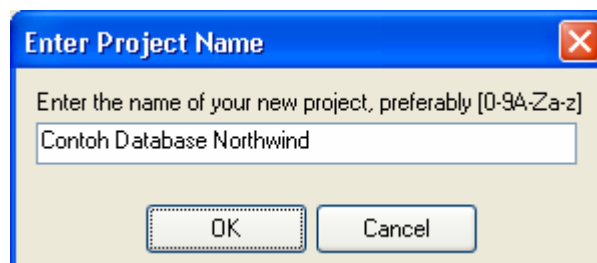 Enter Project Name
Enter the name of your new project, preferably [0-9A-Za-z]
Contoh Database Northwind
OK Cancel